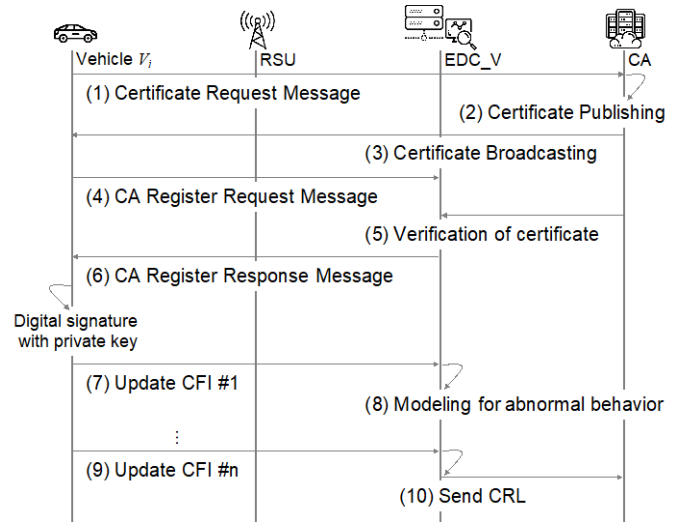 Vehicle Vi
RSU
EDC_V
CA
(1) Certificate Request Message
(2) Certificate Publishing
(3) Certificate Broadcasting
(4) CA Register Request Message
(5) Verification of certificate
(6) CA Register Response Message
Digital signature
with private key
(7) Update CFI #1
(8) Modeling for abnormal behavior
⋮
(9) Update CFI #n
(10) Send CRL